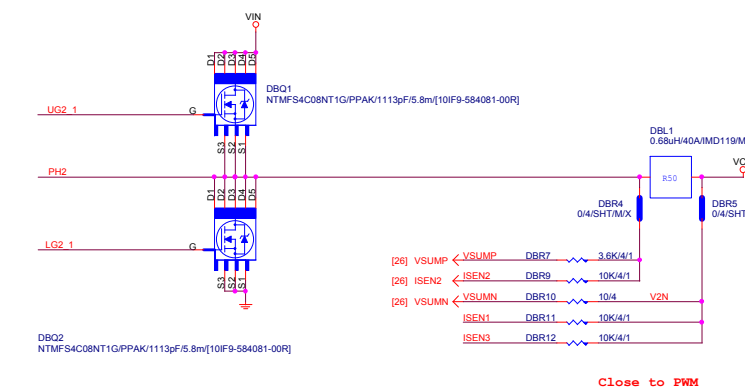 VIN
D1 D2 D3 D4 D5
DBQ1
NTMFS4C08NT1G/PPAK/1113pF/5.8m/[10IF9-584081-00R]
UG2_1
G
S3 S2 S1
DBL1
0.68uH/40A/IMD119/M
VC
PH2
R50
D1 D2 D3 D4 D5
DBR4
0/4/SHT/M/X
DBR5
0/4/SHT
LG2_1
G
[26] VSUMP VSUMP DBR7 3.6K/4/1
[26] ISEN2 ISEN2 DBR9 10K/4/1
S3 S2 S1
[26] VSUMN VSUMN DBR10 10/4 V2N
ISEN1 DBR11 10K/4/1
ISEN3 DBR12 10K/4/1
DBQ2
NTMFS4C08NT1G/PPAK/1113pF/5.8m/[10IF9-584081-00R]
Close to PWM